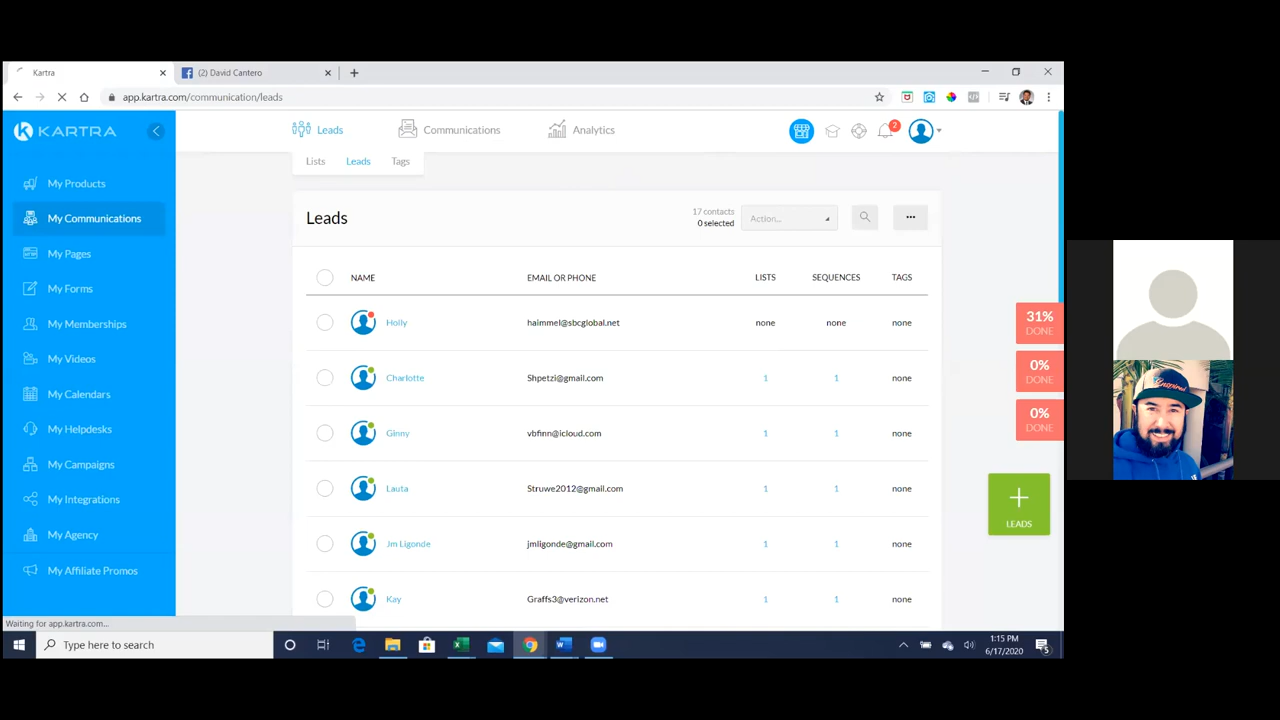 Kartra
(2) David Cantero
app.kartra.com/communication/leads
KARTRA
Leads
Communications
Analytics
2
Lists
Leads
Tags
My Products
My Communications
My Pages
My Forms
My Memberships
My Videos
My Calendars
My Helpdesks
My Campaigns
My Integrations
My Agency
My Affiliate Promos
Leads
17 contacts
0 selected
Action...
NAME EMAIL OR PHONE LISTS SEQUENCES TAGS
Holly haimmel@sbcglobal.net none none none
Charlotte Shpetzi@gmail.com 1 1 none
Ginny vbfinn@icloud.com 1 1 none
Lauta Struwe2012@gmail.com 1 1 none
Jm Ligonde jmligonde@gmail.com 1 1 none
Kay Graffs3@verizon.net 1 1 none
31%
DONE
0%
DONE
0%
DONE
LEADS
Waiting for app.kartra.com...
Type here to search
1:15 PM
6/17/2020
5
Inspired